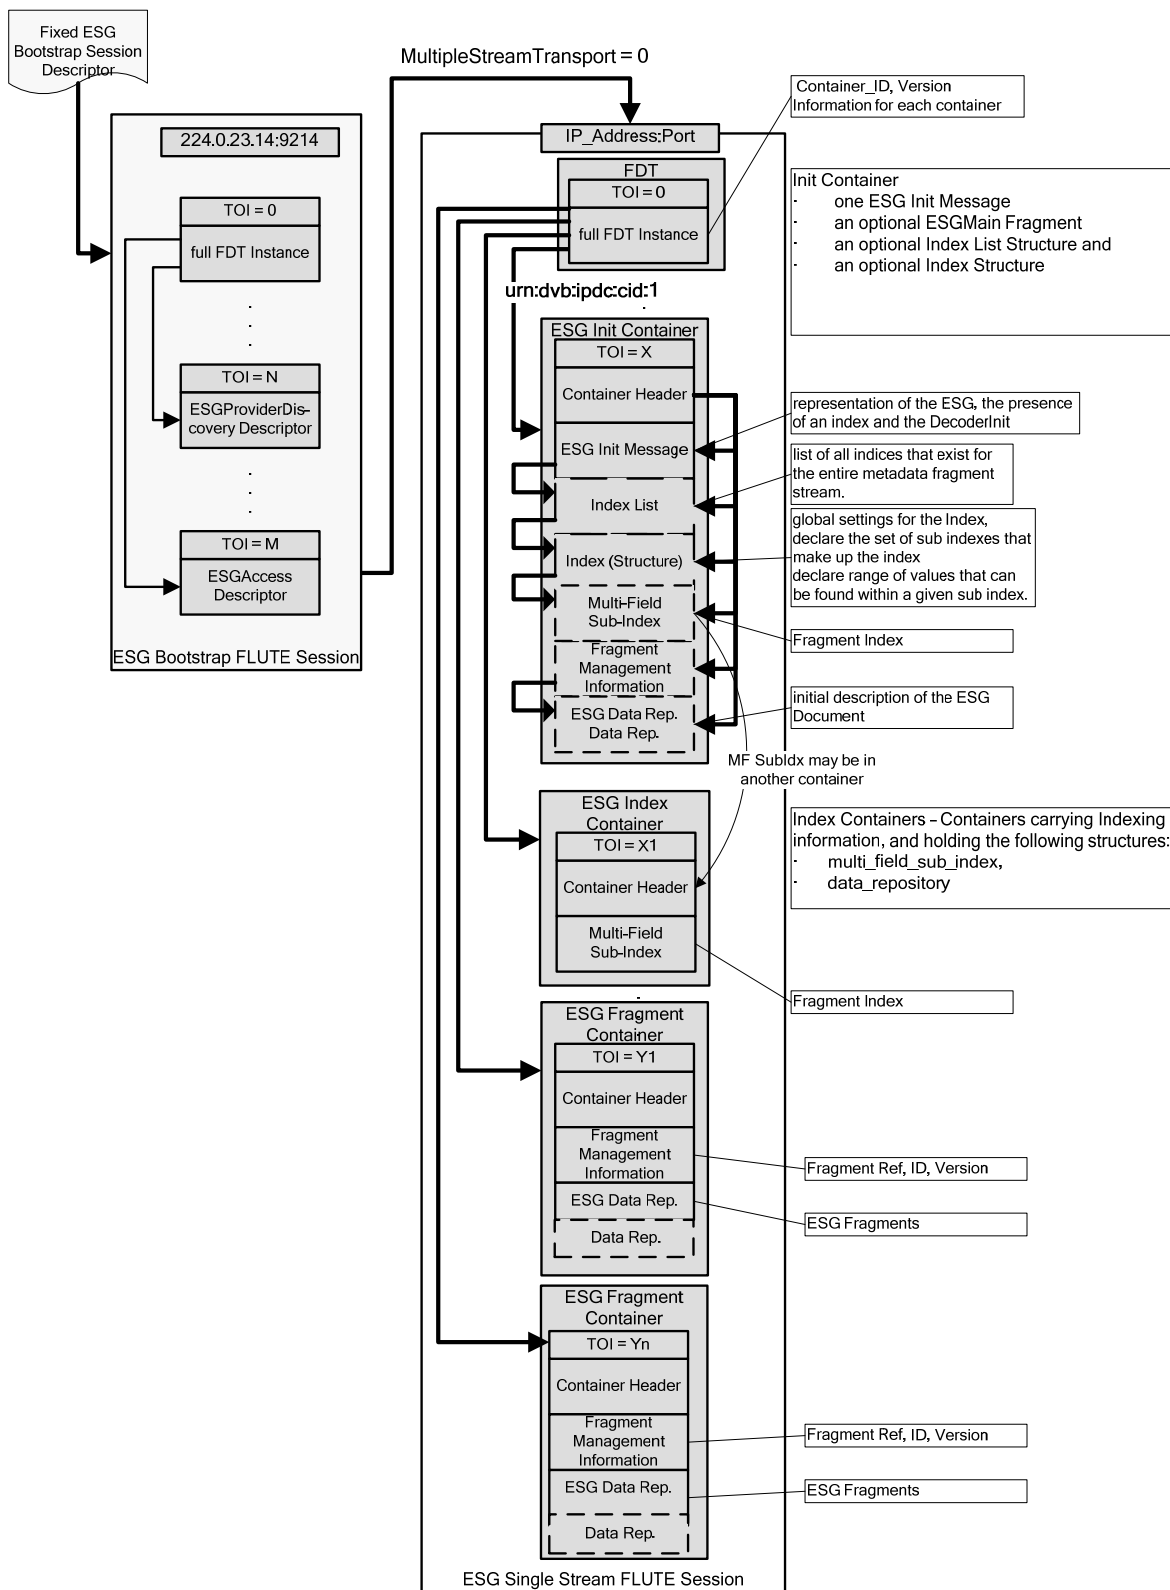 Fixed ESG
Bootstrap Session
Descriptor
MultipleStreamTransport = 0
224.0.23.14:9214
TOI = 0
full FDT Instance
TOI = N
ESGProviderDis-
covery Descriptor
TOI = M
ESGAccess
Descriptor
ESG Bootstrap FLUTE Session
IP_Address:Port
FDT
TOI = 0
full FDT Instance
Container_ID, Version
Information for each container
Init Container
· one ESG Init Message
· an optional ESGMain Fragment
· an optional Index List Structure and
· an optional Index Structure
urn:dvb:ipdc:cid:1
ESG Init Container
TOI = X
Container Header
ESG Init Message
Index List
Index (Structure)
Multi-Field
Sub-Index
Fragment
Management
Information
ESG Data Rep.
Data Rep.
representation of the ESG, the presence
of an index and the DecoderInit
list of all indices that exist for
the entire metadata fragment
stream.
global settings for the Index,
declare the set of sub indexes that
make up the index
declare range of values that can
be found within a given sub index.
Fragment Index
initial description of the ESG
Document
MF SubIdx may be in
another container
ESG Index
Container
TOI = X1
Container Header
Multi-Field
Sub-Index
Index Containers – Containers carrying Indexing
information, and holding the following structures:
· multi_field_sub_index,
· data_repository
Fragment Index
ESG Fragment
Container
TOI = Y1
Container Header
Fragment
Management
Information
ESG Data Rep.
Data Rep.
Fragment Ref, ID, Version
ESG Fragments
ESG Fragment
Container
TOI = Yn
Container Header
Fragment
Management
Information
ESG Data Rep.
Data Rep.
Fragment Ref, ID, Version
ESG Fragments
ESG Single Stream FLUTE Session